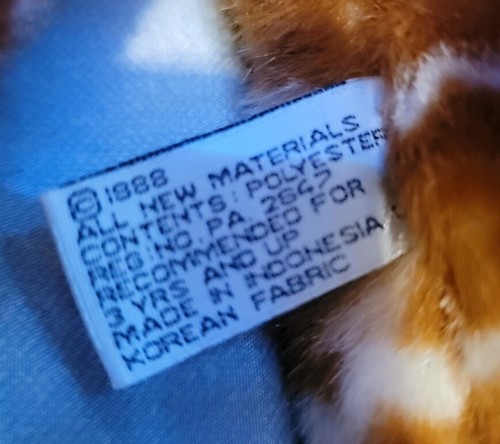 © 1988
ALL NEW MATERIALS
CONTENTS: POLYESTER
REG. NO. PA. 2647
RECOMMENDED FOR
3 YRS AND UP
MADE IN INDONESIA
KOREAN FABRIC